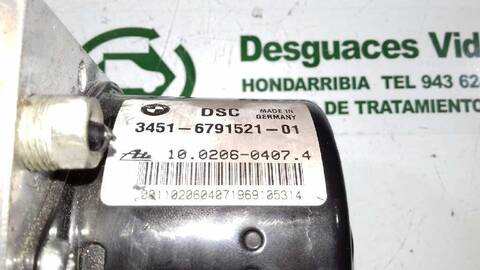 Desguaces Vid
HONDARRIBIA TEL 943 62
DE TRATAMIENTO
DSC MADE IN GERMANY
3451-6791521-01
10.0206-0407.4
0011020604071969105314